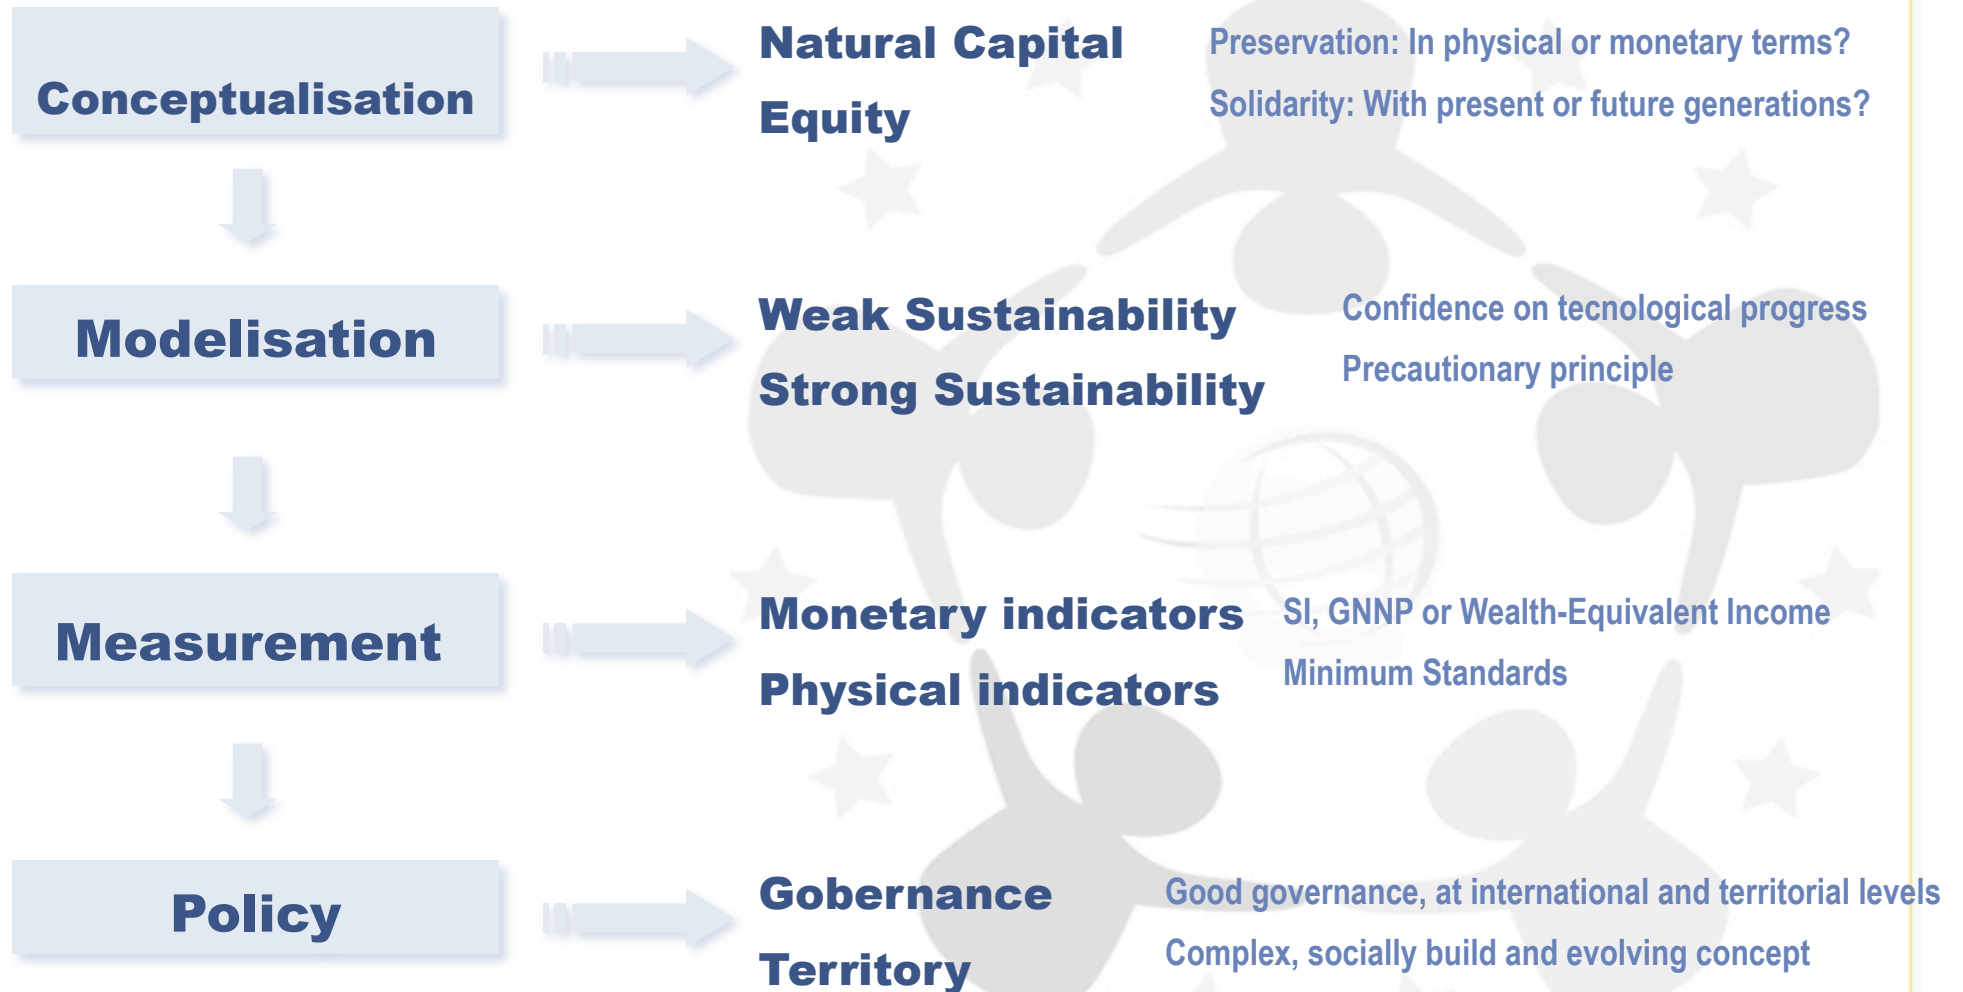 Conceptualisation
Natural Capital
Preservation: In physical or monetary terms?
Equity
Solidarity: With present or future generations?
Modelisation
Weak Sustainability
Confidence on tecnological progress
Strong Sustainability
Precautionary principle
Measurement
Monetary indicators
SI, GNNP or Wealth-Equivalent Income
Physical indicators
Minimum Standards
Policy
Gobernance
Good governance, at international and territorial levels
Territory
Complex, socially build and evolving concept